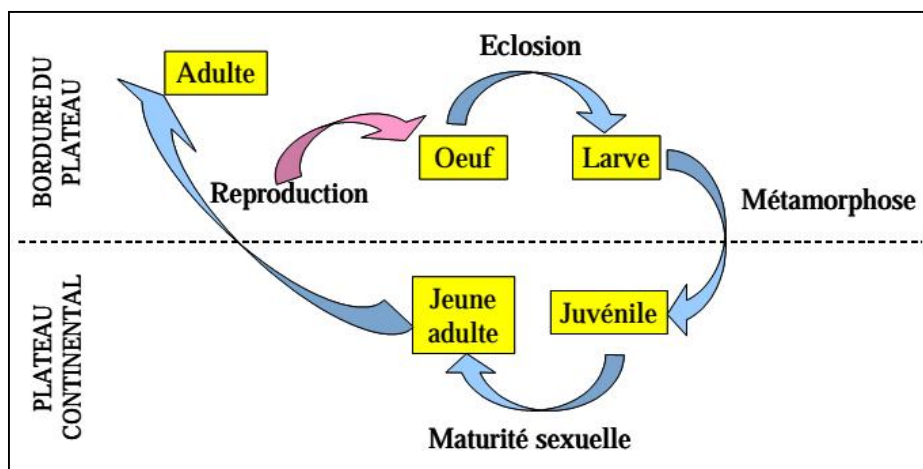 BORDURE DU
PLATEAU
Adulte
Eclosion
Oeuf
Larve
Reproduction
Métamorphose
PLATEAU
CONTINENTAL
Jeune
adulte
Juvénile
Maturité sexuelle